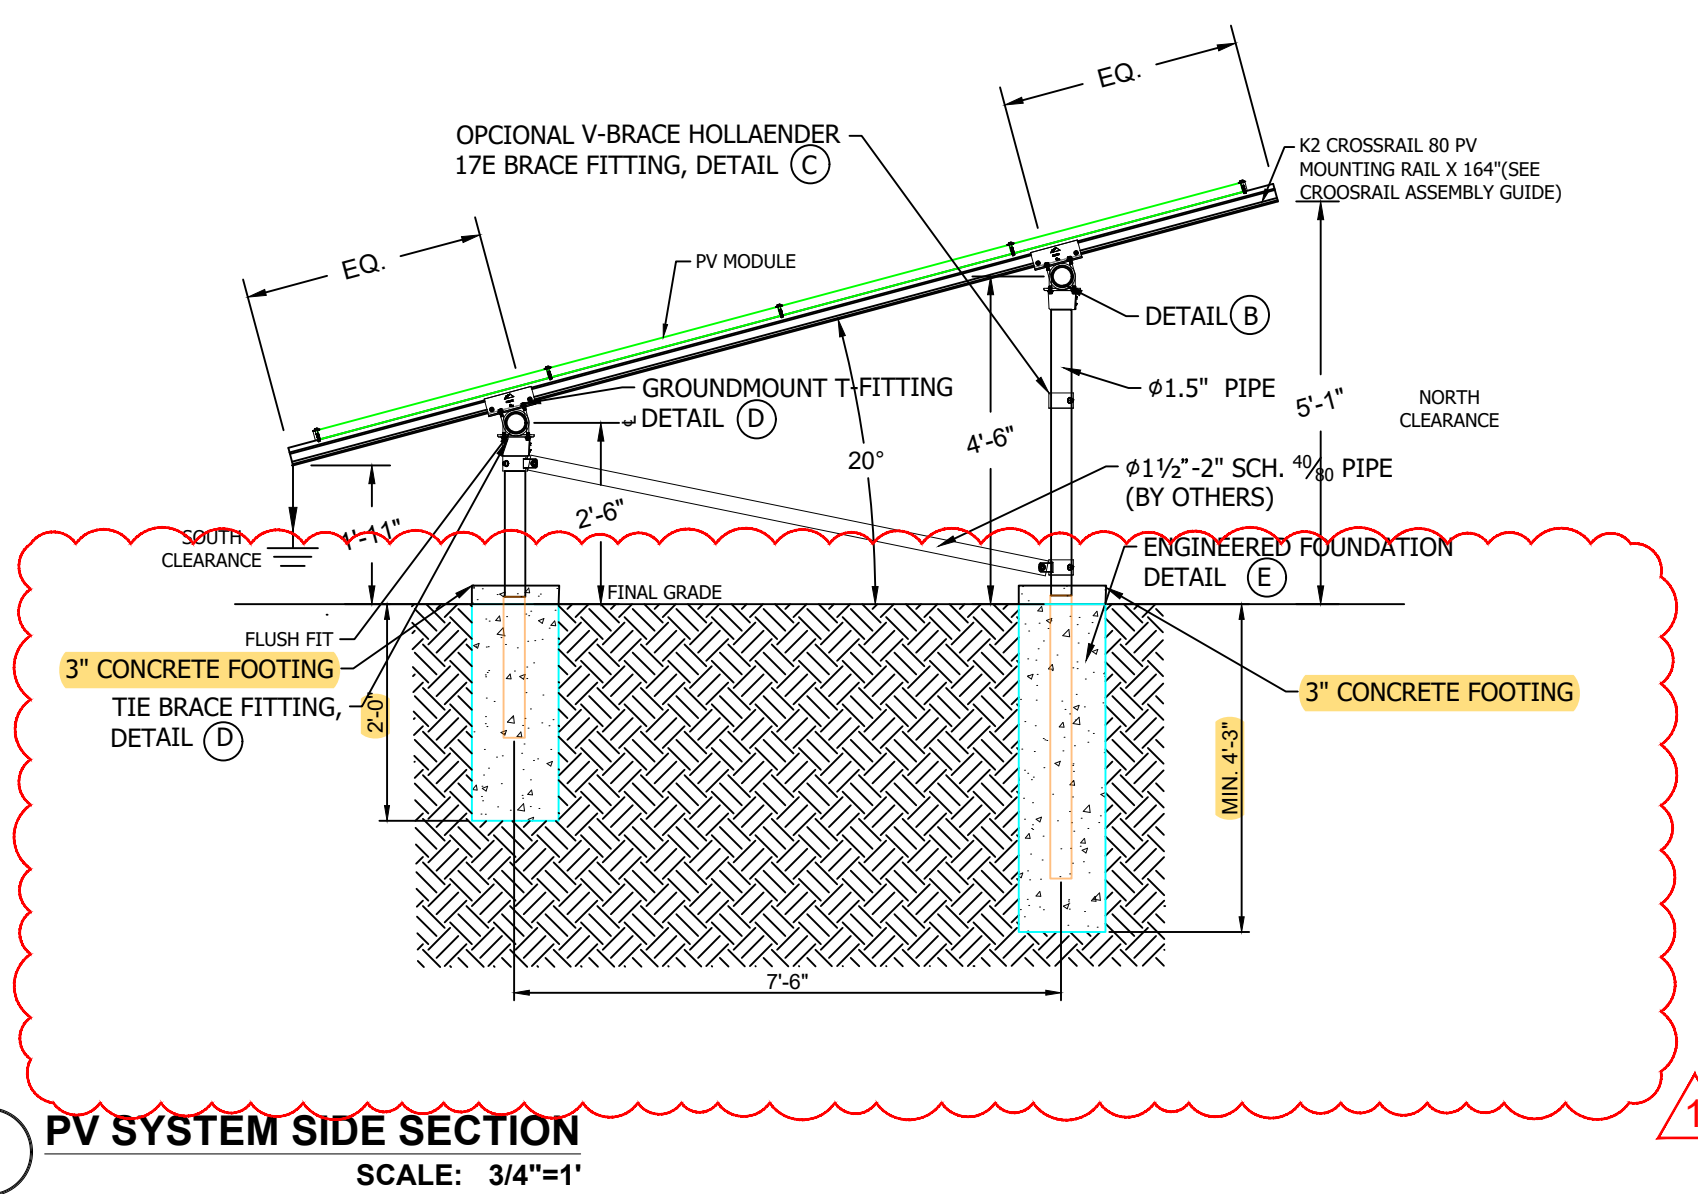 EQ.
OPCIONAL V-BRACE HOLLAENDER
17E BRACE FITTING, DETAIL C
K2 CROSSRAIL 80 PV
MOUNTING RAIL X 164"(SEE
CROOSRAIL ASSEMBLY GUIDE)
EQ.
PV MODULE
DETAIL B
GROUNDMOUNT T-FITTING
DETAIL D
ø1.5" PIPE
5'-1"
NORTH
CLEARANCE
4'-6"
20°
ø1½"-2" SCH. 40/80 PIPE
(BY OTHERS)
2'-6"
1'-11"
SOUTH
CLEARANCE
ENGINEERED FOUNDATION
DETAIL E
FINAL GRADE
FLUSH FIT
3" CONCRETE FOOTING
TIE BRACE FITTING,
DETAIL D
2'-0"
3" CONCRETE FOOTING
MIN. 4'-3"
7'-6"
1
PV SYSTEM SIDE SECTION
SCALE: 3/4"=1'